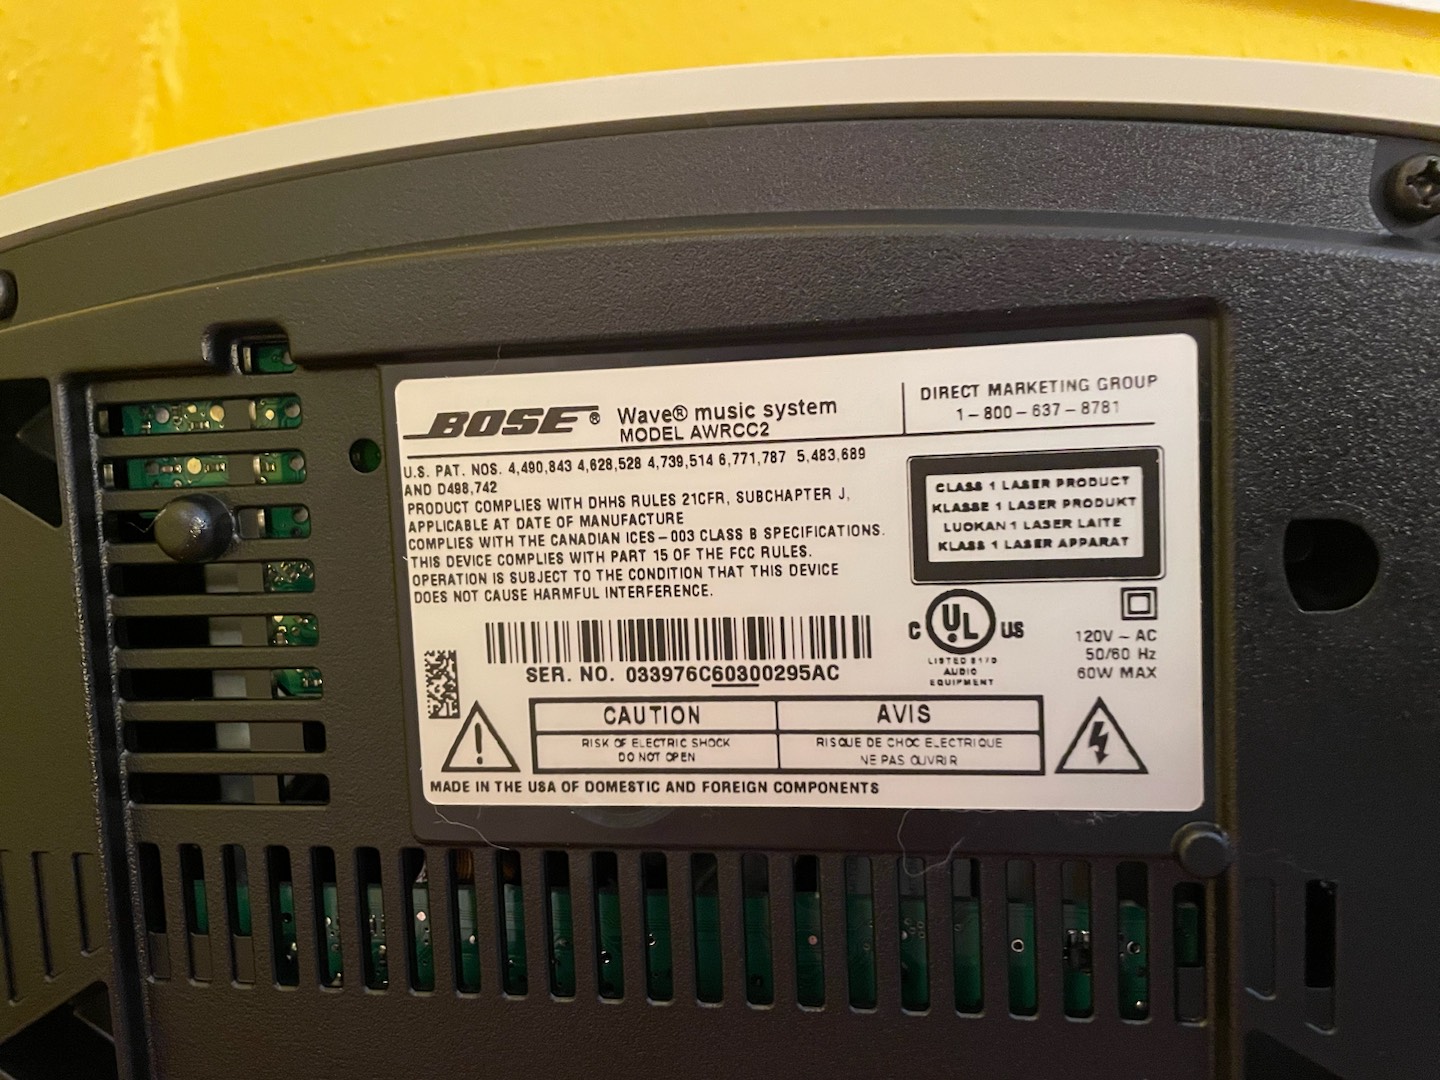 BOSE® Wave® music system
MODEL AWRCC2
DIRECT MARKETING GROUP
1-800-637-8781
U.S. PAT. NOS. 4,490,843 4,628,528 4,739,514 6,771,787 5,483,689
AND D498,742
PRODUCT COMPLIES WITH DHHS RULES 21CFR, SUBCHAPTER J,
APPLICABLE AT DATE OF MANUFACTURE
COMPLIES WITH THE CANADIAN ICES-003 CLASS B SPECIFICATIONS.
THIS DEVICE COMPLIES WITH PART 15 OF THE FCC RULES.
OPERATION IS SUBJECT TO THE CONDITION THAT THIS DEVICE
DOES NOT CAUSE HARMFUL INTERFERENCE.
CLASS 1 LASER PRODUCT
KLASSE 1 LASER PRODUKT
LUOKAN 1 LASER LAITE
KLASS 1 LASER APPARAT
C UL US
LISTED
AUDIO
EQUIPMENT
120V ~ AC
50/60 Hz
60W MAX
SER. NO. 033976C60300295AC
CAUTION
RISK OF ELECTRIC SHOCK
DO NOT OPEN
AVIS
RISQUE DE CHOC ELECTRIQUE
NE PAS OUVRIR
MADE IN THE USA OF DOMESTIC AND FOREIGN COMPONENTS